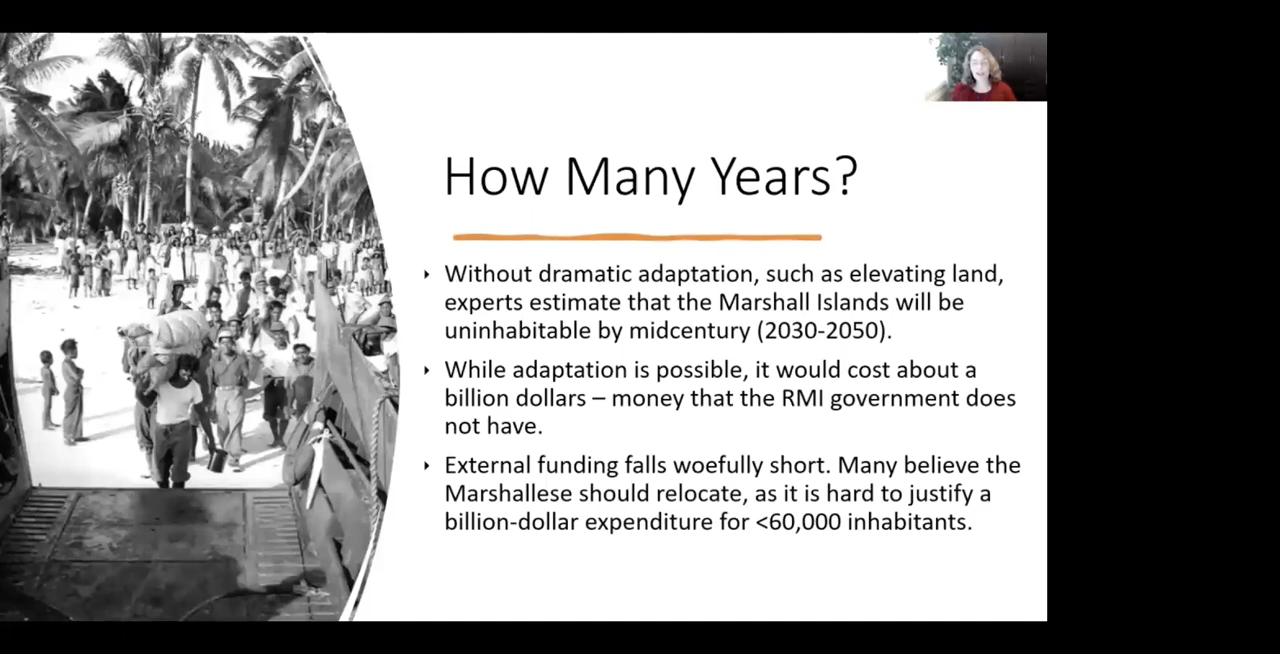 How Many Years?
Without dramatic adaptation, such as elevating land,
experts estimate that the Marshall Islands will be
uninhabitable by midcentury (2030-2050).
While adaptation is possible, it would cost about a
billion dollars – money that the RMI government does
not have.
External funding falls woefully short. Many believe the
Marshallese should relocate, as it is hard to justify a
billion-dollar expenditure for <60,000 inhabitants.